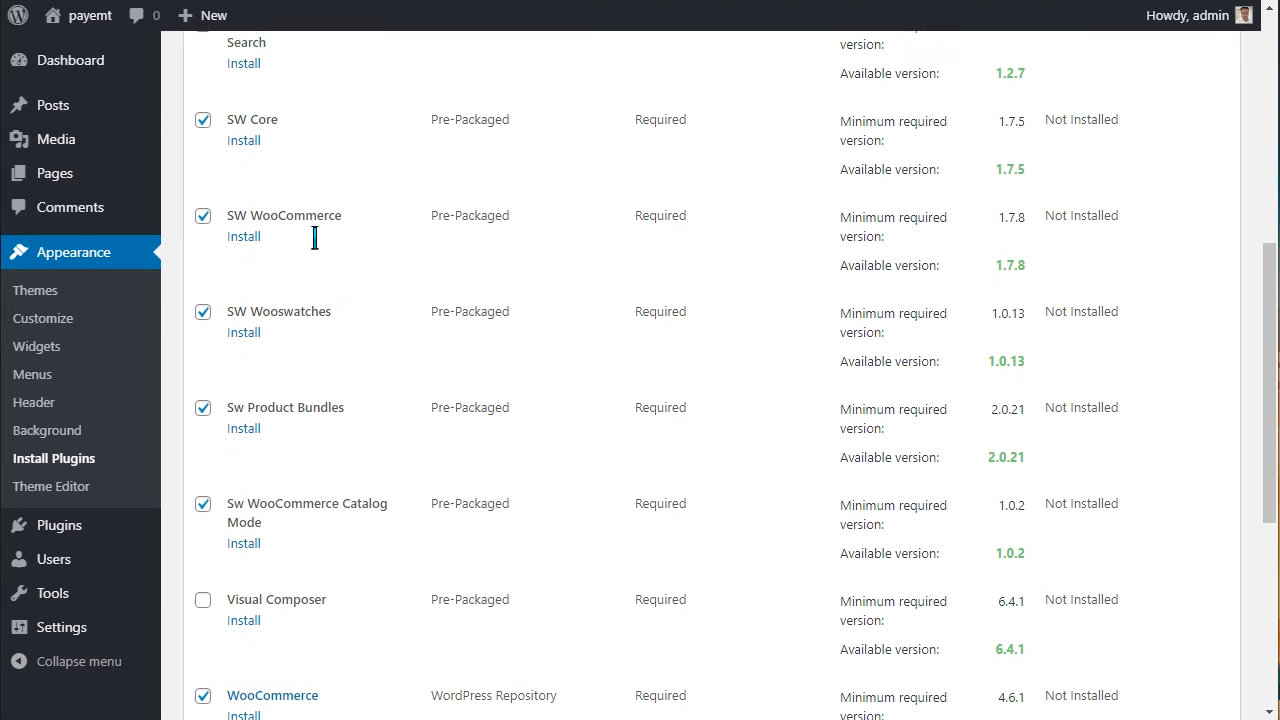 payemt 0 New Howdy, admin
Dashboard
Posts
Media
Pages
Comments
Appearance
Themes
Customize
Widgets
Menus
Header
Background
Install Plugins
Theme Editor
Plugins
Users
Tools
Settings
Collapse menu
Search
Install
version:
Available version: 1.2.7
SW Core Pre-Packaged Required Minimum required 1.7.5 Not Installed
Install version:
Available version: 1.7.5
SW WooCommerce Pre-Packaged Required Minimum required 1.7.8 Not Installed
Install version:
Available version: 1.7.8
SW Wooswatches Pre-Packaged Required Minimum required 1.0.13 Not Installed
Install version:
Available version: 1.0.13
Sw Product Bundles Pre-Packaged Required Minimum required 2.0.21 Not Installed
Install version:
Available version: 2.0.21
Sw WooCommerce Catalog Pre-Packaged Required Minimum required 1.0.2 Not Installed
Mode version:
Install Available version: 1.0.2
Visual Composer Pre-Packaged Required Minimum required 6.4.1 Not Installed
Install version:
Available version: 6.4.1
WooCommerce WordPress Repository Required Minimum required 4.6.1 Not Installed
Install version: